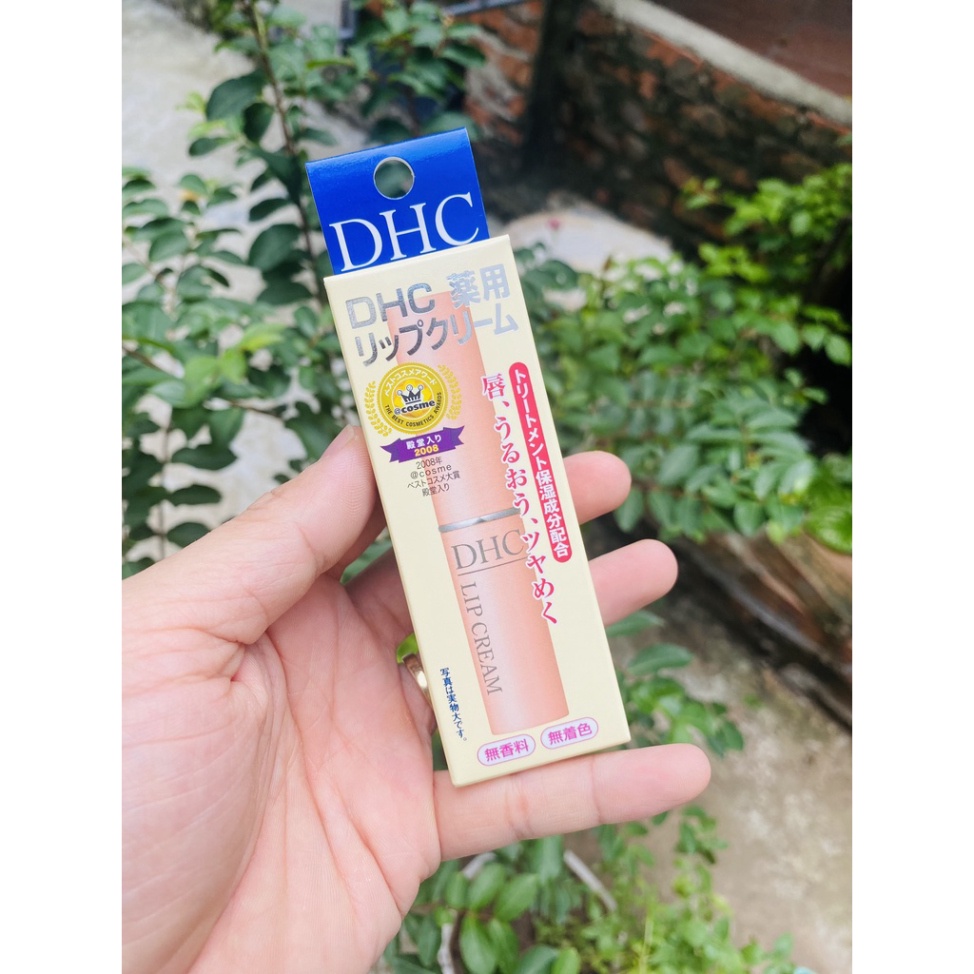 DHC
DHC 薬用
リップクリーム
ベストコスメアワード
@cosme
THE BEST COSMETICS AWARDS
殿堂入り
2008
2008年
@cosme
ベストコスメ大賞
殿堂入り
トリートメント保湿成分配合
唇、うるおう、ツヤめく
DHC
LIP CREAM
写真は実物大です。
無香料
無着色